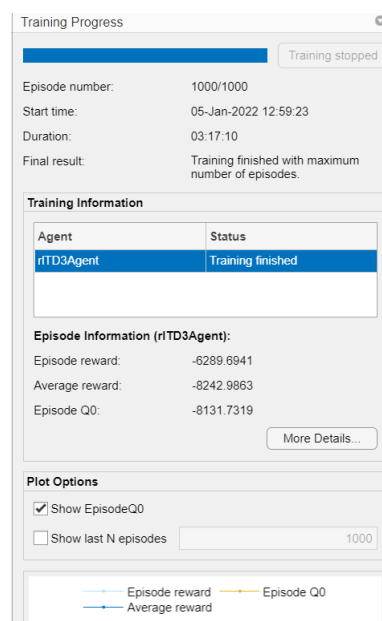 Training Progress
Training stopped
Episode number: 1000/1000
Start time: 05-Jan-2022 12:59:23
Duration: 03:17:10
Final result: Training finished with maximum
number of episodes.
Training Information
Agent Status
rlTD3Agent Training finished
Episode Information (rlTD3Agent):
Episode reward: -6289.6941
Average reward: -8242.9863
Episode Q0: -8131.7319
More Details...
Plot Options
Show EpisodeQ0
Show last N episodes 1000
Episode reward Episode Q0
Average reward